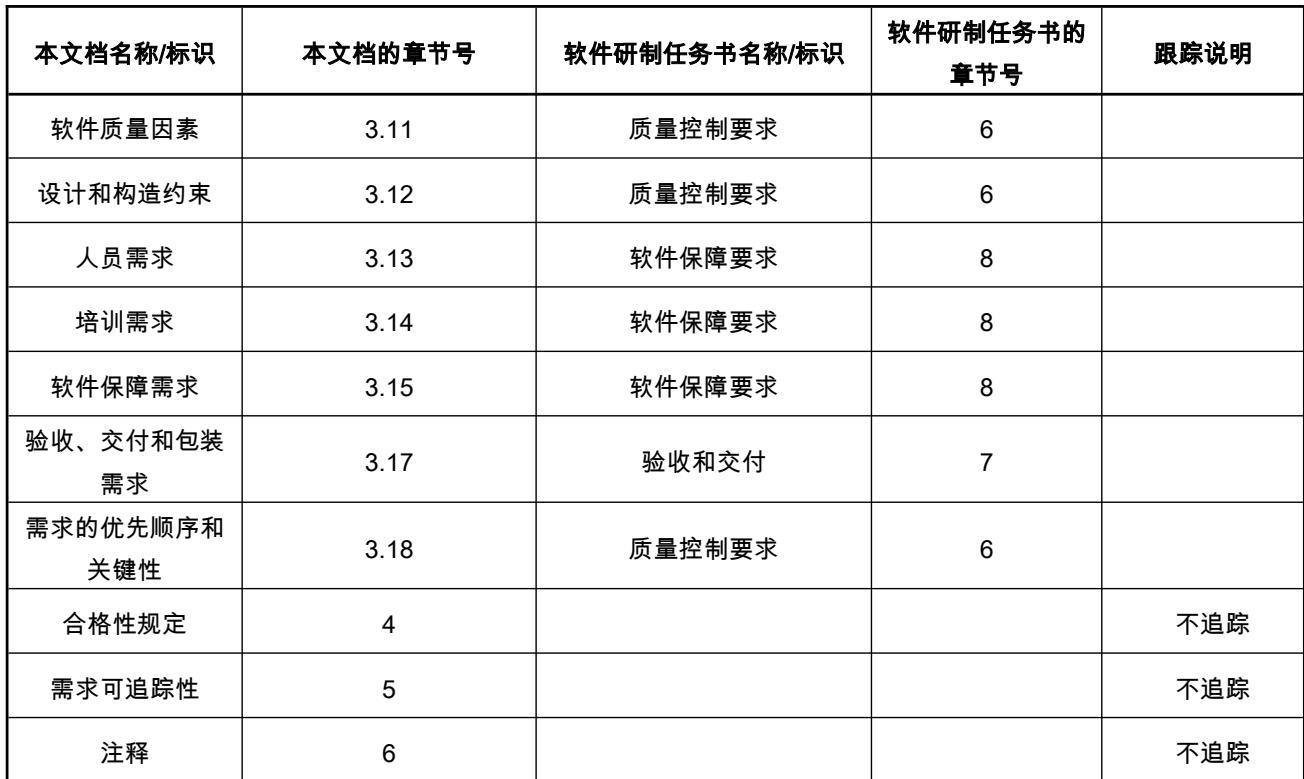 本文档名称/标识 本文档的章节号 软件研制任务书名称/标识 软件研制任务书的
章节号 跟踪说明
软件质量因素 3.11 质量控制要求 6
设计和构造约束 3.12 质量控制要求 6
人员需求 3.13 软件保障要求 8
培训需求 3.14 软件保障要求 8
软件保障需求 3.15 软件保障要求 8
验收、交付和包装
需求 3.17 验收和交付 7
需求的优先顺序和
关键性 3.18 质量控制要求 6
合格性规定 4 不追踪
需求可追踪性 5 不追踪
注释 6 不追踪